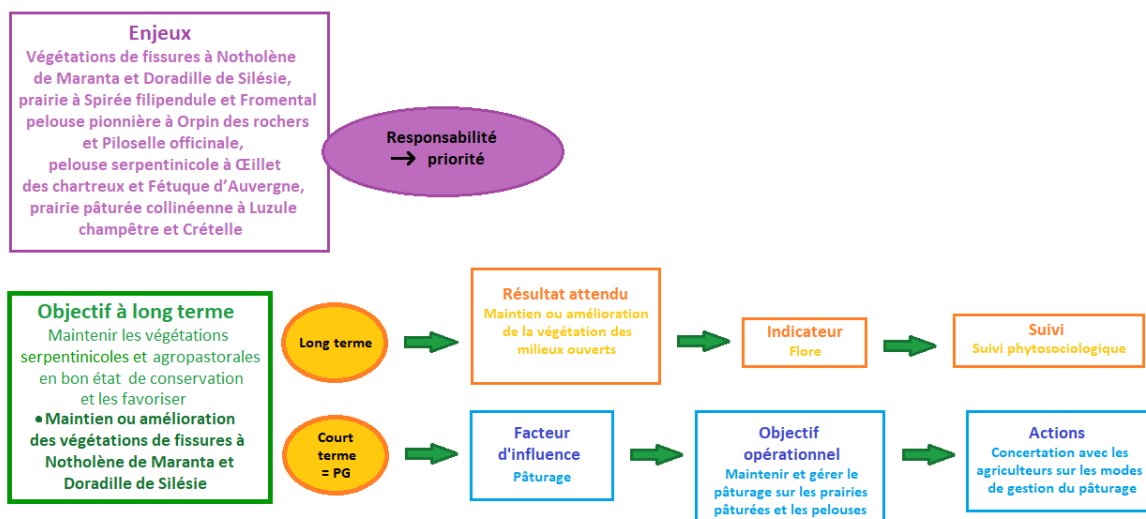 Enjeux
Végétations de fissures à Notholène
de Maranta et Doradille de Silésie,
prairie à Spirée filipendule et Fromental
pelouse pionnière à Orpin des rochers
et Piloselle officinale,
pelouse serpentinicole à Œillet
des chartreux et Fétuque d'Auvergne,
prairie pâturée collinéenne à Luzule
champêtre et Crételle
Responsabilité
→ priorité
Objectif à long terme
Maintenir les végétations
serpentinicoles et agropastorales
en bon état de conservation
et les favoriser
• Maintien ou amélioration
des végétations de fissures à
Notholène de Maranta et
Doradille de Silésie
Long terme
Résultat attendu
Maintien ou amélioration
de la végétation des
milieux ouverts
Indicateur
Flore
Suivi
Suivi phytosociologique
Court
terme
= PG
Facteur
d'influence
Pâturage
Objectif
opérationnel
Maintenir et gérer le
pâturage sur les prairies
pâturées et les pelouses
Actions
Concertation avec les
agriculteurs sur les modes
de gestion du pâturage